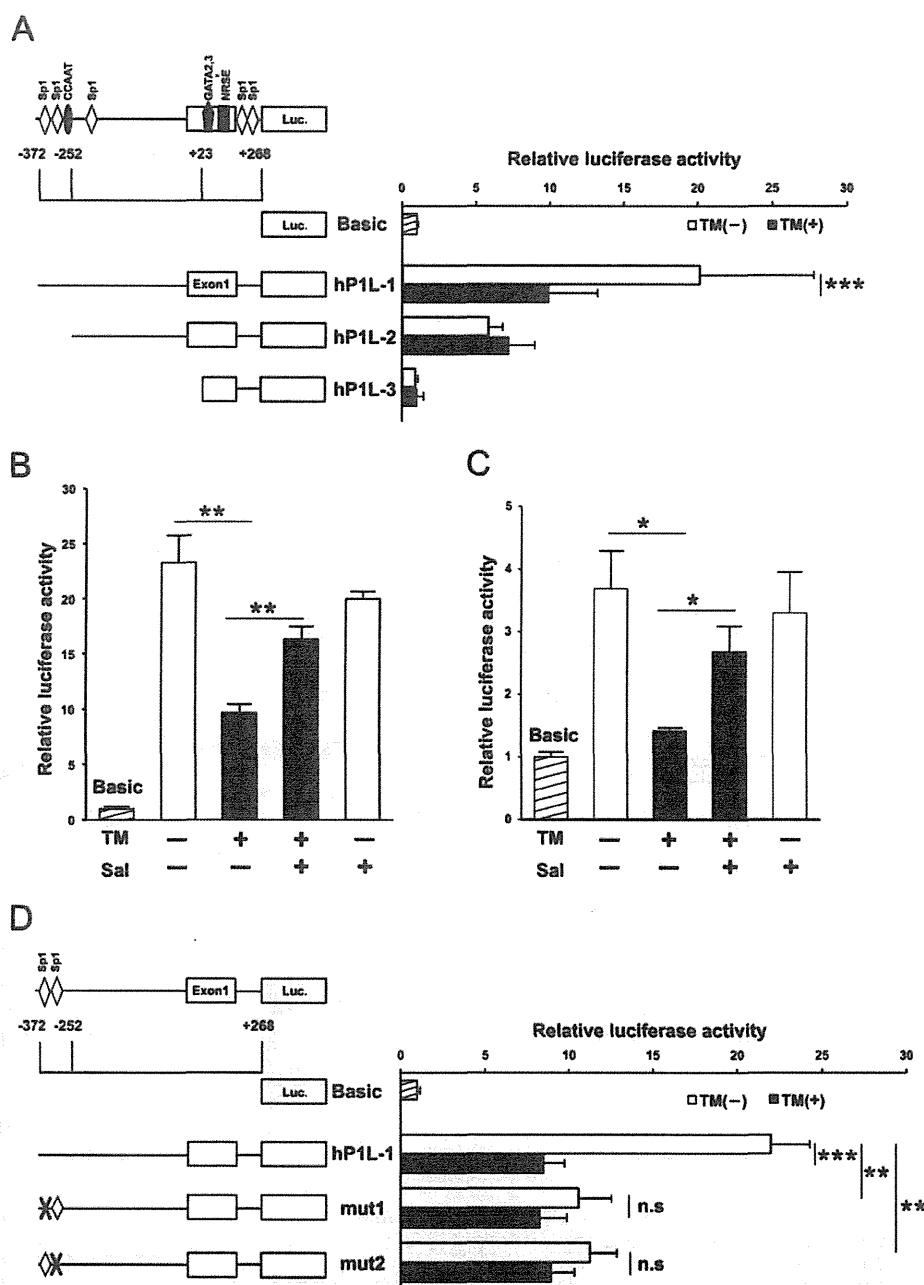 A
Sp1 Sp1 CCAAT Sp1 GATA2,3 NRSE Sp1 Sp1
Luc.
-372 -252 +23 +268
Relative luciferase activity
0 5 10 15 20 25 30
Luc. Basic
□TM(−) ■TM(+)
Exon1 hP1L-1
***
hP1L-2
hP1L-3
B
Relative luciferase activity
30
25
20
15
10
5
0
**
**
Basic
TM − + + −
Sal − − + +
C
Relative luciferase activity
5
4
3
2
1
0
*
*
Basic
TM − + + −
Sal − − + +
D
Sp1 Sp1
Exon1 Luc.
-372 -252 +268
Relative luciferase activity
0 5 10 15 20 25 30
Luc. Basic
□TM(−) ■TM(+)
hP1L-1
*** ** **
mut1 n.s
mut2 n.s